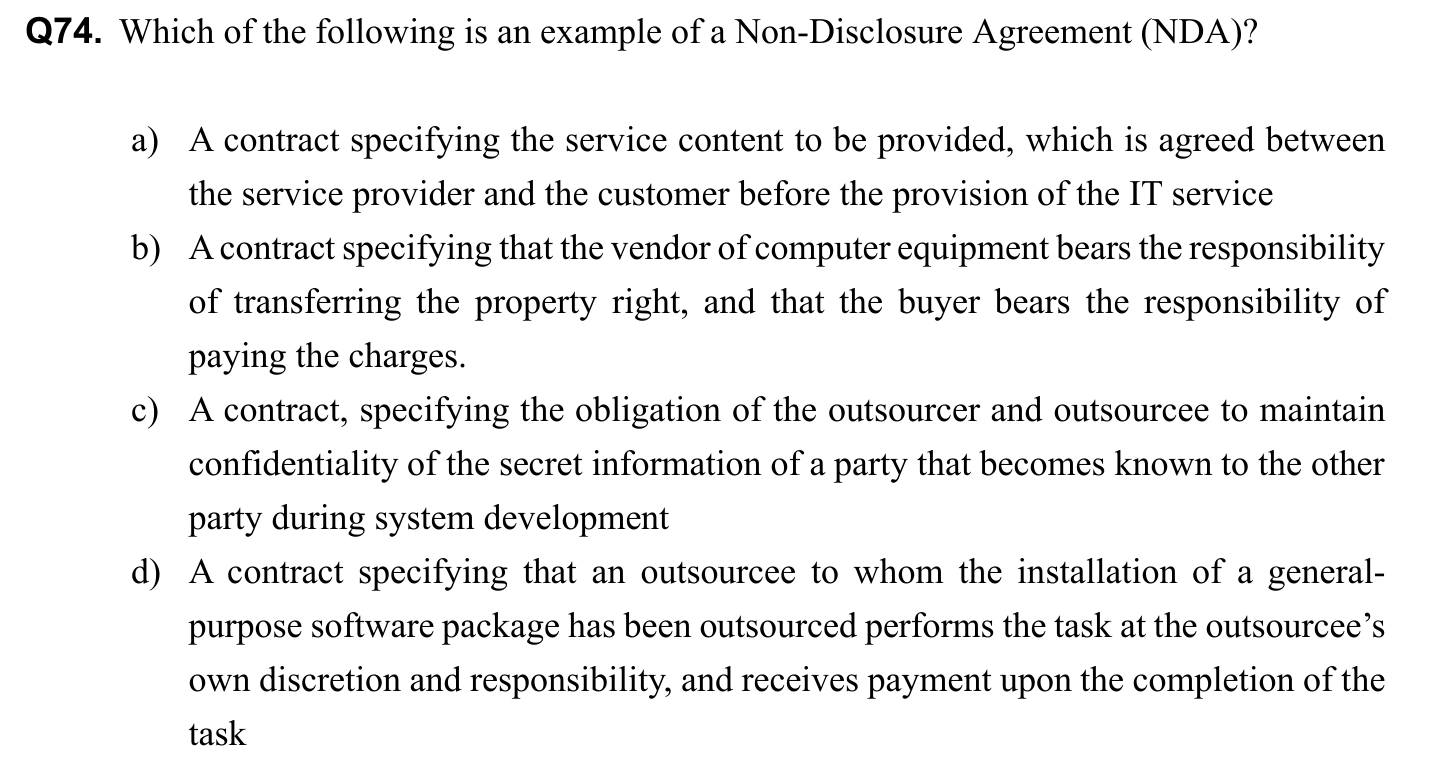 Q74. Which of the following is an example of a Non-Disclosure Agreement (NDA)?
a) A contract specifying the service content to be provided, which is agreed between
the service provider and the customer before the provision of the IT service
b) A contract specifying that the vendor of computer equipment bears the responsibility
of transferring the property right, and that the buyer bears the responsibility of
paying the charges.
c) A contract, specifying the obligation of the outsourcer and outsourcee to maintain
confidentiality of the secret information of a party that becomes known to the other
party during system development
d) A contract specifying that an outsourcee to whom the installation of a general-
purpose software package has been outsourced performs the task at the outsourcee’s
own discretion and responsibility, and receives payment upon the completion of the
task